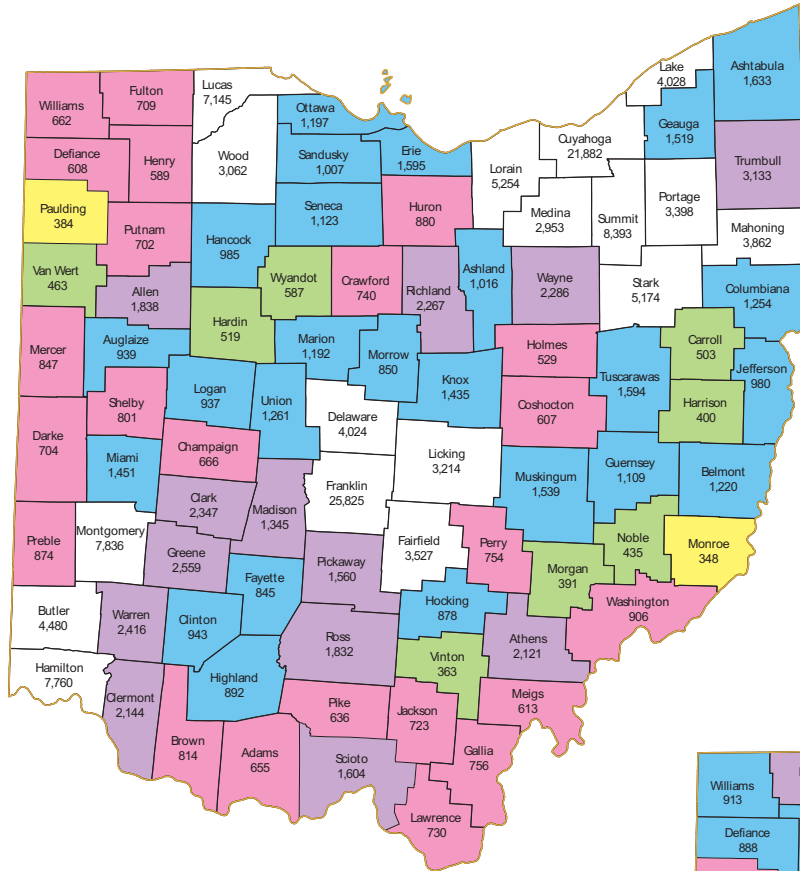 Lake
4,028
Ashtabula
1,633
Lucas
7,145
Fulton
709
Williams
662
Ottawa
1,197
Geauga
1,519
Cuyahoga
21,882
Erie
1,595
Sandusky
1,007
Wood
3,062
Defiance
608
Henry
589
Lorain
5,254
Trumbull
3,133
Portage
3,398
Medina
2,953
Summit
8,393
Huron
880
Seneca
1,123
Paulding
384
Putnam
702
Hancock
985
Mahoning
3,862
Ashland
1,016
Wayne
2,286
Stark
5,174
Columbiana
1,254
Van Wert
463
Allen
1,838
Wyandot
587
Crawford
740
Richland
2,267
Hardin
519
Mercer
847
Auglaize
939
Marion
1,192
Morrow
850
Holmes
529
Carroll
503
Jefferson
980
Tuscarawas
1,594
Knox
1,435
Logan
937
Union
1,261
Shelby
801
Delaware
4,024
Coshocton
607
Harrison
400
Darke
704
Champaign
666
Miami
1,451
Licking
3,214
Muskingum
1,539
Guernsey
1,109
Belmont
1,220
Franklin
25,825
Clark
2,347
Madison
1,345
Montgomery
7,836
Preble
874
Greene
2,559
Pickaway
1,560
Fairfield
3,527
Perry
754
Noble
435
Monroe
348
Morgan
391
Fayette
845
Hocking
878
Washington
906
Butler
4,480
Warren
2,416
Clinton
943
Ross
1,832
Athens
2,121
Vinton
363
Hamilton
7,760
Clermont
2,144
Highland
892
Pike
636
Jackson
723
Meigs
613
Brown
814
Adams
655
Scioto
1,604
Gallia
756
Lawrence
730
Williams
913
Defiance
888